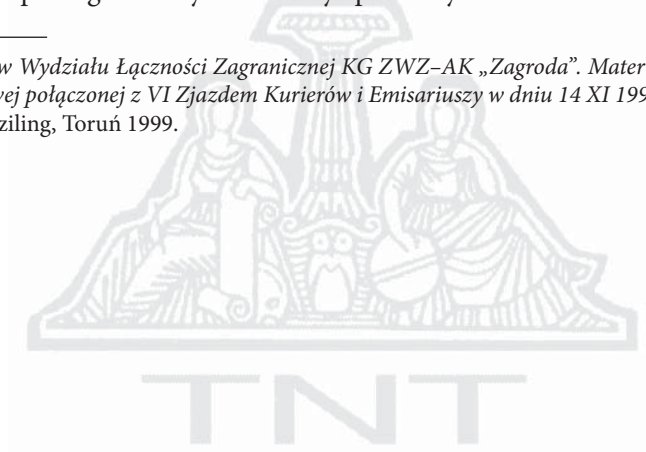 w Wydziału Łączności Zagranicznej KG ZWZ–AK „Zagroda”. Mater
vej połączonej z VI Zjazdem Kurierów i Emisariuszy w dniu 14 XI 199
ziling, Toruń 1999.
TNT